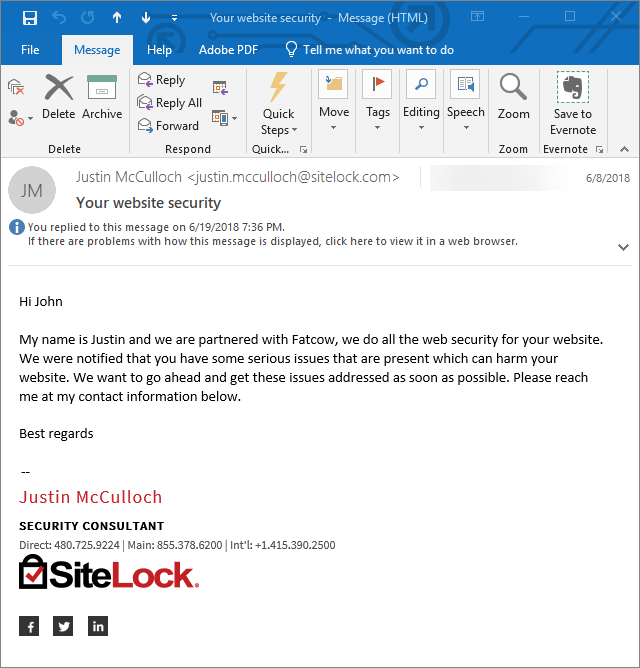 Your website security - Message (HTML)
File Message Help Adobe PDF Tell me what you want to do
Delete Archive
Reply
Reply All
Forward
Quick Steps
Move
Tags
Editing
Speech
Zoom
Save to Evernote
Delete Respond Quick... Zoom Evernote
JM
Justin McCulloch <justin.mcculloch@sitelock.com>
6/8/2018
Your website security
You replied to this message on 6/19/2018 7:36 PM.
If there are problems with how this message is displayed, click here to view it in a web browser.
Hi John
My name is Justin and we are partnered with Fatcow, we do all the web security for your website.
We were notified that you have some serious issues that are present which can harm your
website. We want to go ahead and get these issues addressed as soon as possible. Please reach
me at my contact information below.
Best regards
--
Justin McCulloch
SECURITY CONSULTANT
Direct: 480.725.9224 | Main: 855.378.6200 | Int'l: +1.415.390.2500
SiteLock®